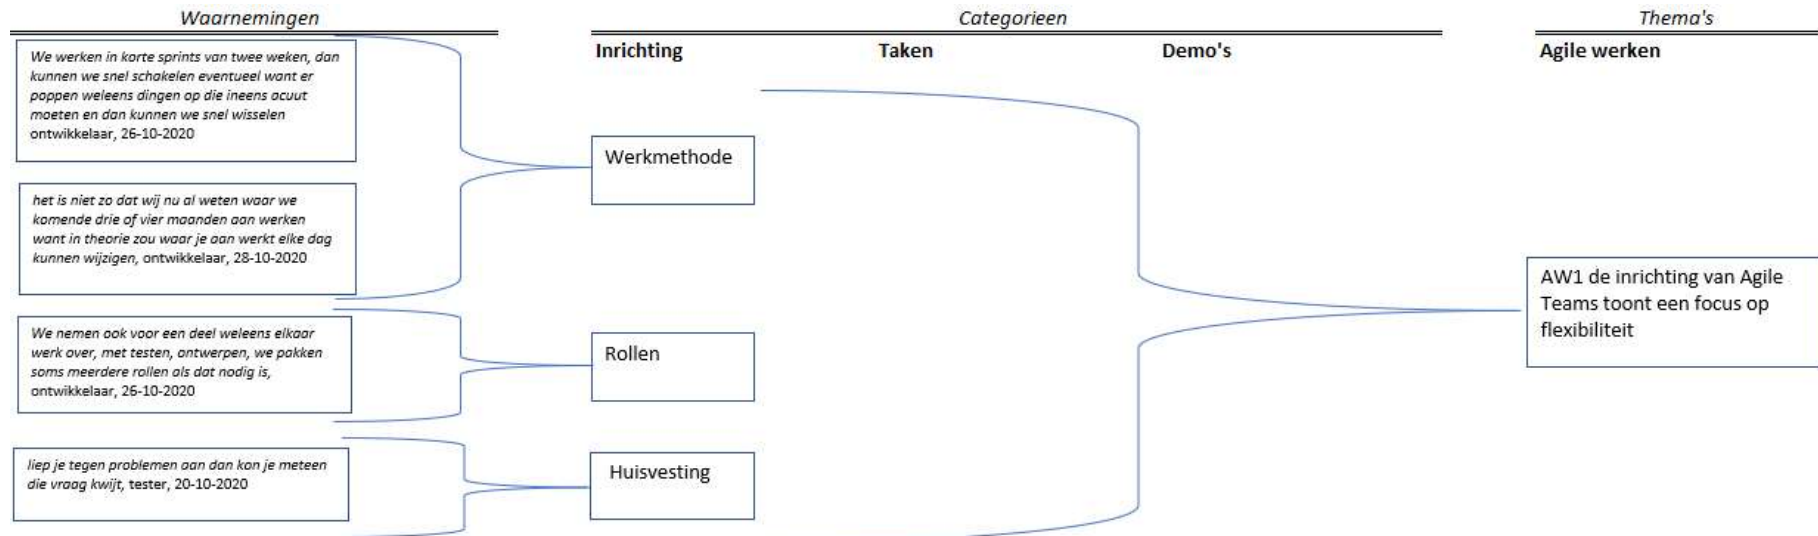 Waarnemingen
Categorieen
Thema's
Inrichting
Taken
Demo's
Agile werken
We werken in korte sprints van twee weken, dan
kunnen we snel schakelen eventueel want er
poppen weleens dingen op die ineens acuut
moeten en dan kunnen we snel wisselen
ontwikkelaar, 26-10-2020
Werkmethode
het is niet zo dat wij nu al weten waar we
komende drie of vier maanden aan werken
want in theorie zou waar je aan werkt elke dag
kunnen wijzigen, ontwikkelaar, 28-10-2020
AW1 de inrichting van Agile
Teams toont een focus op
flexibiliteit
We nemen ook voor een deel weleens elkaar
werk over, met testen, ontwerpen, we pakken
soms meerdere rollen als dat nodig is,
ontwikkelaar, 26-10-2020
Rollen
liep je tegen problemen aan dan kon je meteen
die vraag kwijt, tester, 20-10-2020
Huisvesting